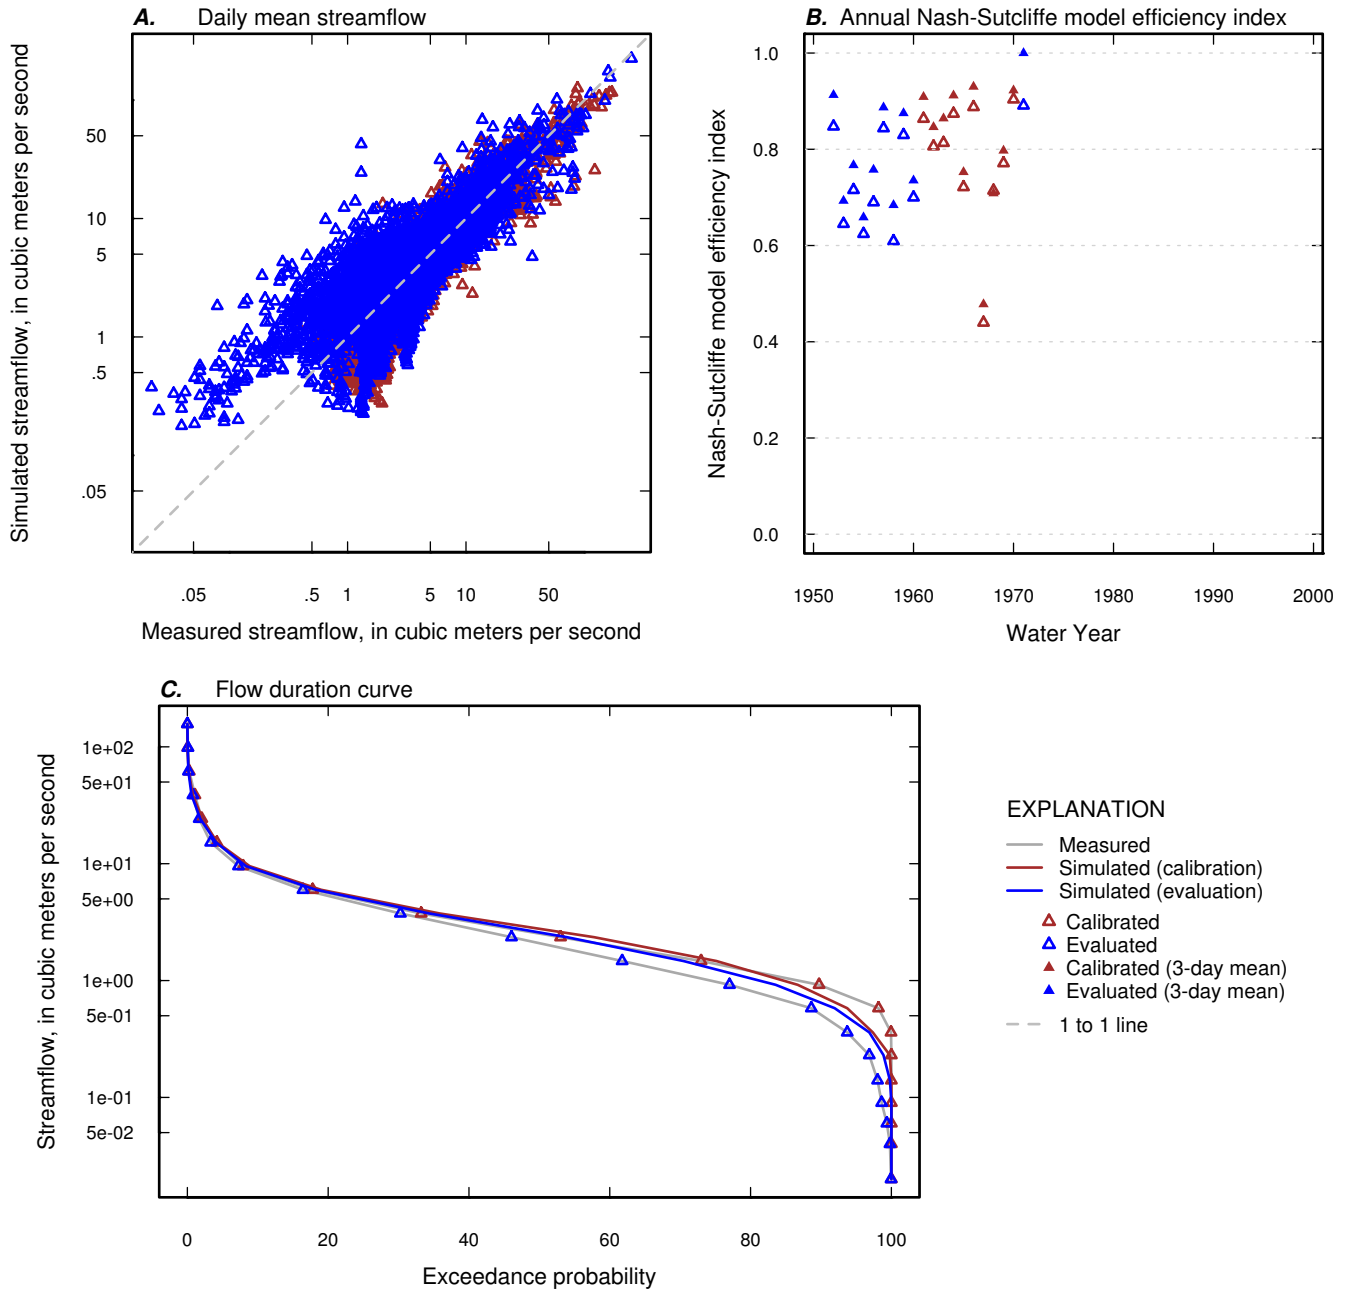 A. Daily mean streamflow
Simulated streamflow, in cubic meters per second
50
10
5
1
.5
.05
.05 .5 1 5 10 50
Measured streamflow, in cubic meters per second
B. Annual Nash-Sutcliffe model efficiency index
Nash-Sutcliffe model efficiency index
1.0
0.8
0.6
0.4
0.2
0.0
1950 1960 1970 1980 1990 2000
Water Year
C. Flow duration curve
Streamflow, in cubic meters per second
1e+02
5e+01
1e+01
5e+00
1e+00
5e-01
1e-01
5e-02
0 20 40 60 80 100
Exceedance probability
EXPLANATION
Measured
Simulated (calibration)
Simulated (evaluation)
Calibrated
Evaluated
Calibrated (3-day mean)
Evaluated (3-day mean)
1 to 1 line